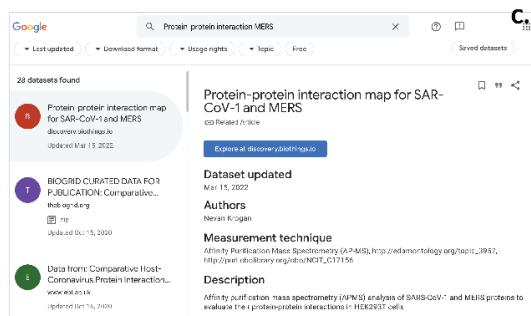 C.
Google
Protein-protein interaction MERS
Last updated
Download format
Usage rights
Topic
Free
Saved datasets
28 datasets found
B
Protein-protein interaction map
for SAR-CoV-1 and MERS
discovery.biothings.io
Updated Mar 15, 2022
T
BIOGRID CURATED DATA FOR
PUBLICATION: Comparative...
thebiogrid.org
zip
Updated Oct 15, 2020
E
Data from: Comparative Host-
Coronavirus Protein Interaction...
www.ebi.ac.uk
Updated Oct 16, 2020
Protein-protein interaction map for SAR-
CoV-1 and MERS
Related Article
Explore at discovery.biothings.io
Dataset updated
Mar 15, 2022
Authors
Nevan Krogan
Measurement technique
Affinity Purification Mass Spectrometry (AP-MS), http://edamontology.org/topic_3957,
http://purl.obolibrary.org/obo/NCIT_C17156
Description
Affinity purification mass spectrometry (APMS) analysis of SARS-CoV-1 and MERS proteins to
evaluate the r protein-protein interactions in HEK293T cells